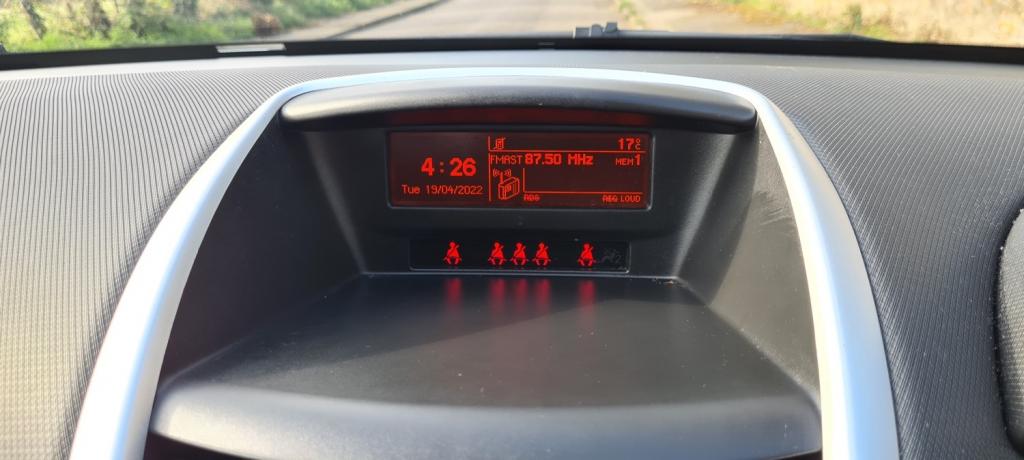 4:26
Tue 19/04/2022
17°C
FMAST 87.50 MHz MEM1
RDS REG LOUD